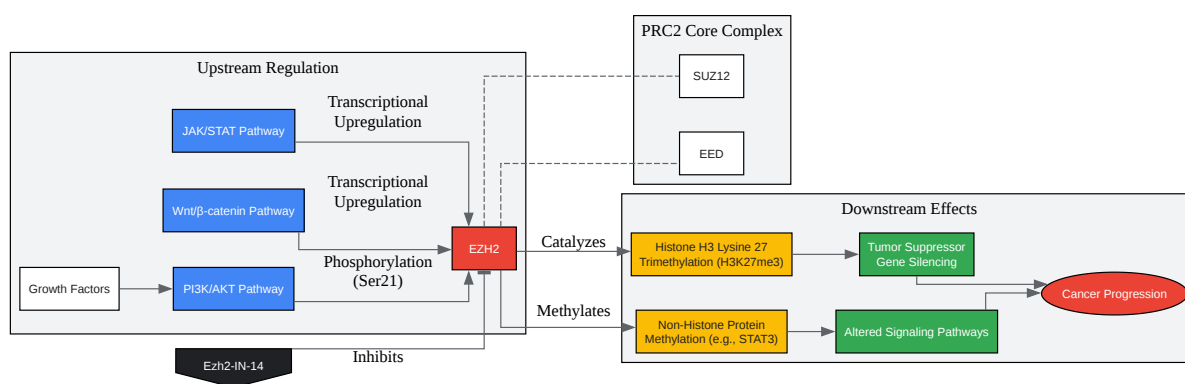 PRC2 Core Complex
SUZ12
EED
Upstream Regulation
JAK/STAT Pathway
Transcriptional
Upregulation
Wnt/β-catenin Pathway
Transcriptional
Upregulation
Growth Factors
PI3K/AKT Pathway
Phosphorylation
(Ser21)
EZH2
Ezh2-IN-14
Inhibits
Catalyzes
Methylates
Downstream Effects
Histone H3 Lysine 27
Trimethylation (H3K27me3)
Tumor Suppressor
Gene Silencing
Non-Histone Protein
Methylation (e.g., STAT3)
Altered Signaling Pathways
Cancer Progression